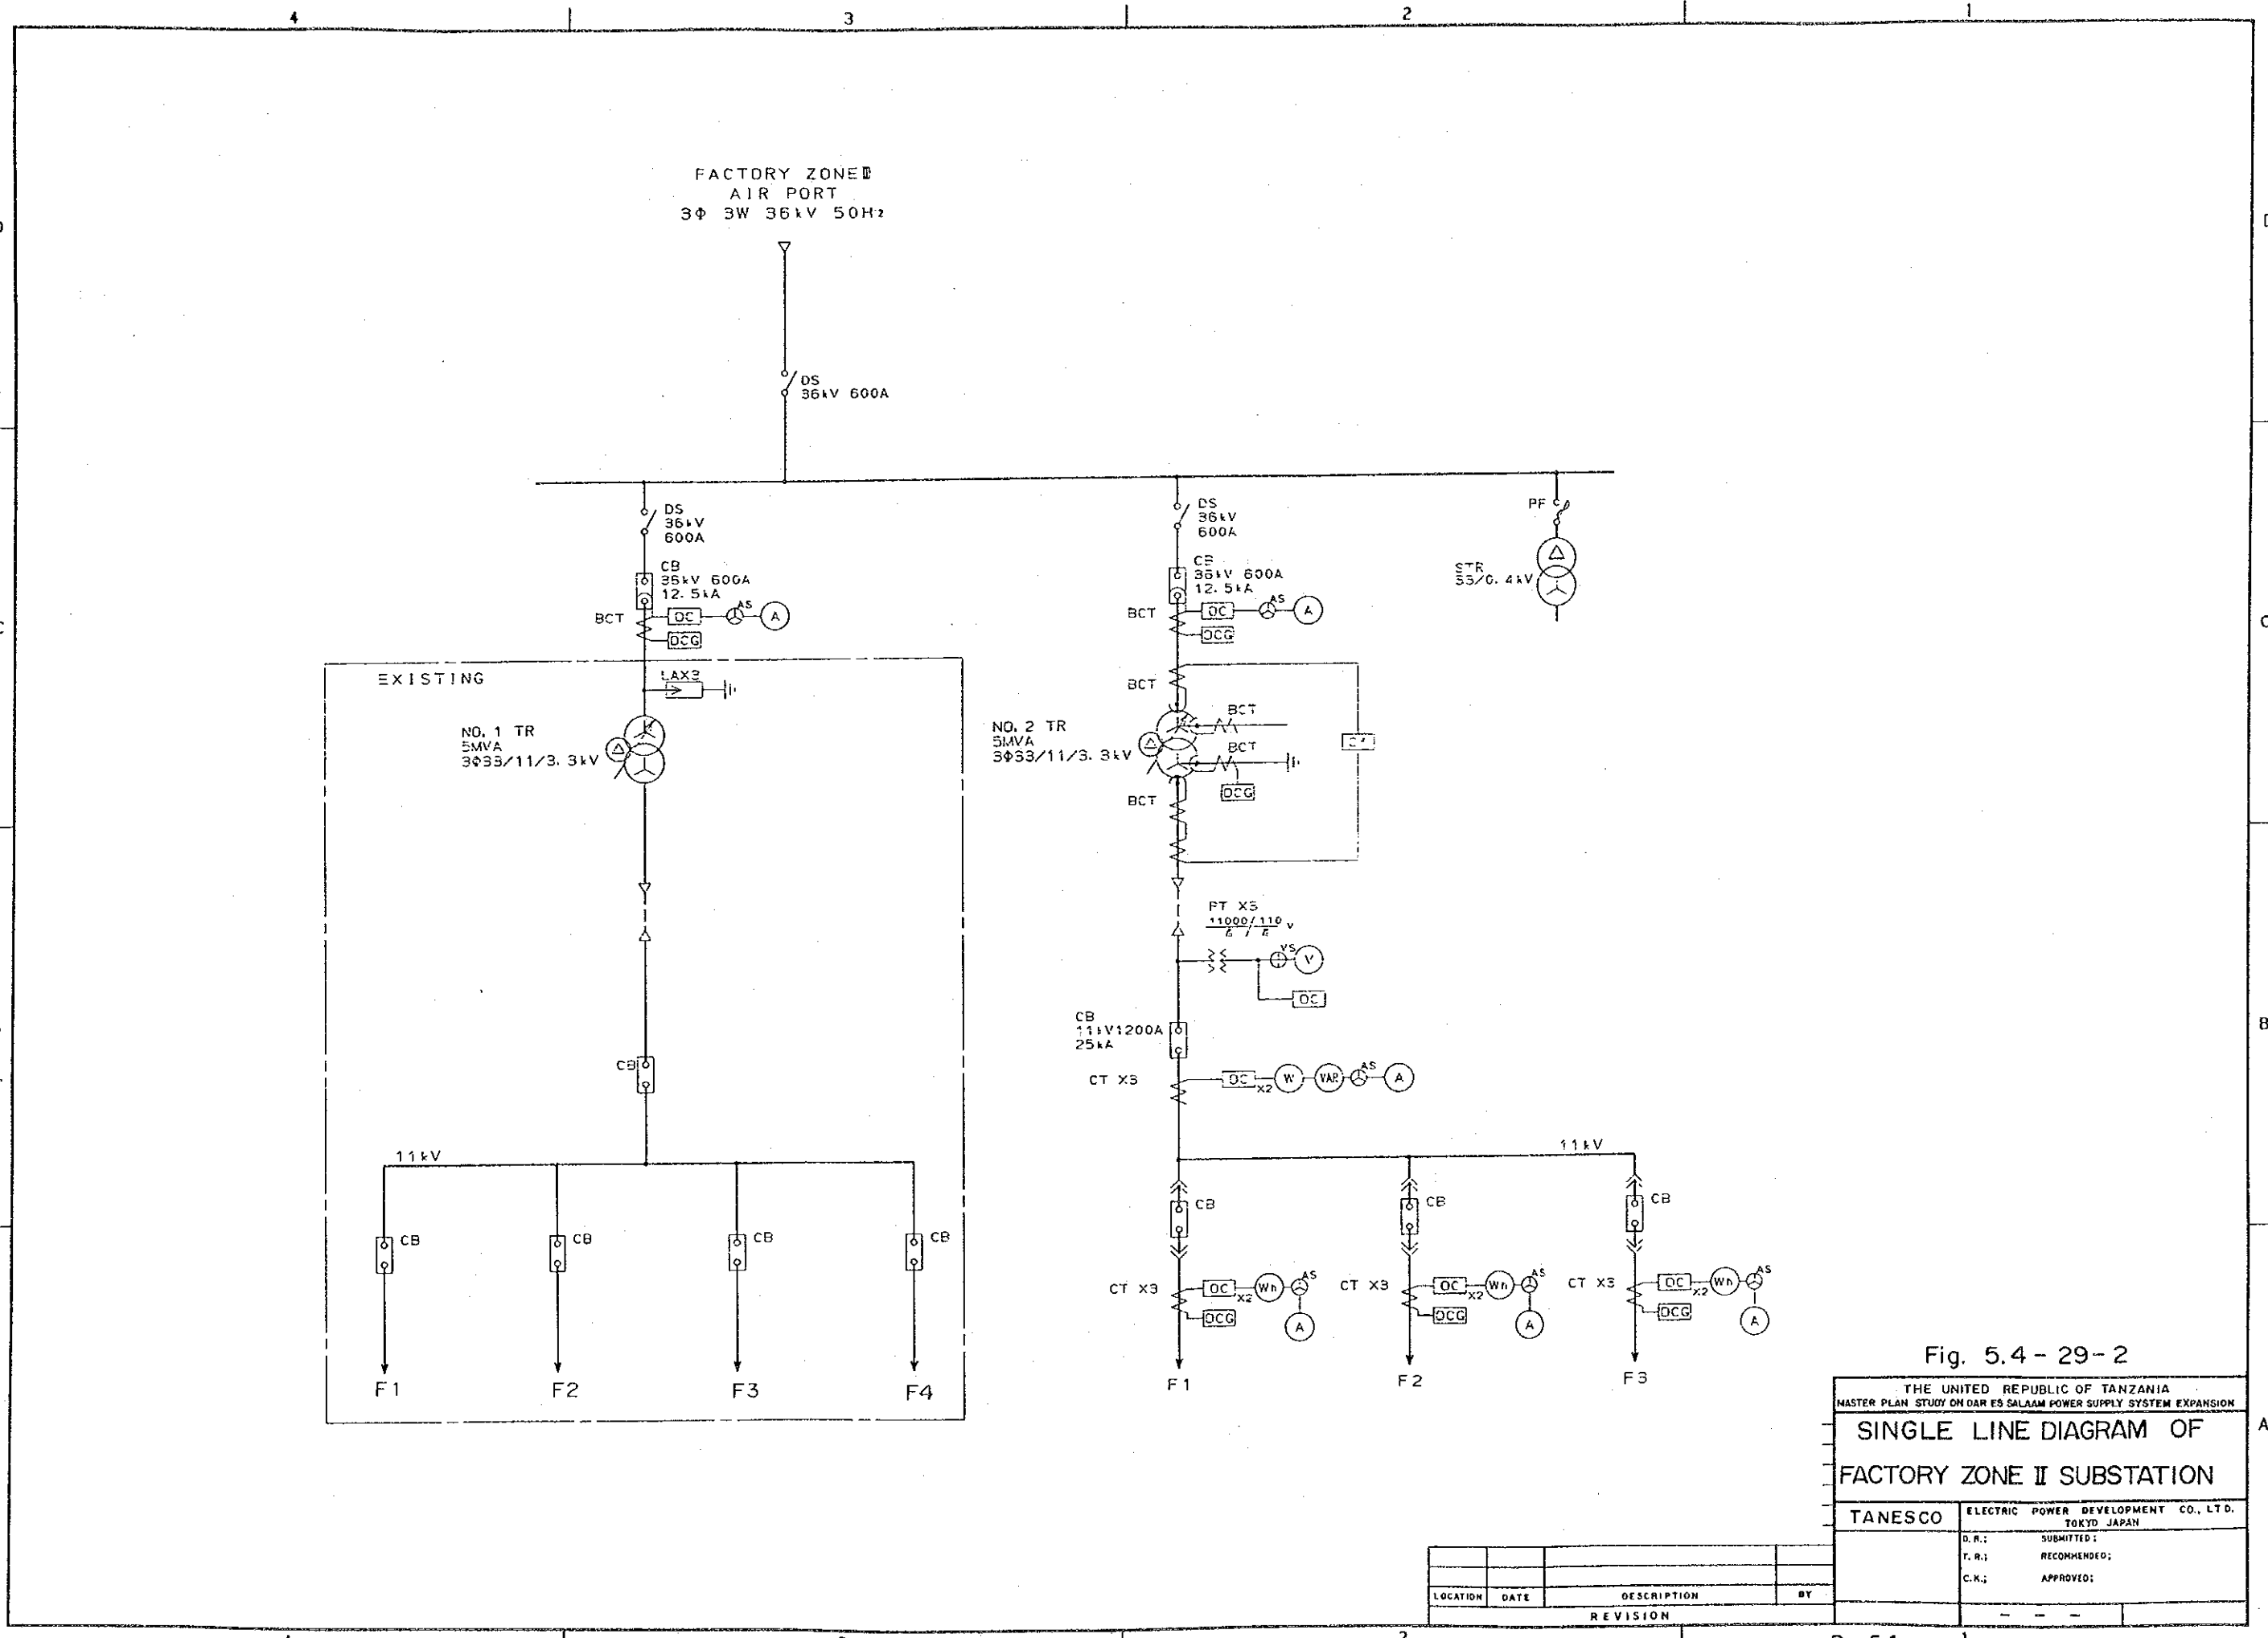 4 3 2 1
FACTORY ZONEⅢ
AIR PORT
3Φ 3W 36kV 50Hz
DS
36kV 600A
DS
36kV
600A
CB
36kV 600A
12.5kA
BCT
OC
AS
A
OCG
DS
36kV
600A
CB
36kV 600A
12.5kA
BCT
OC
AS
A
OCG
PF
STR
33/0.4kV
EXISTING
LAX3
NO. 1 TR
5MVA
3Φ33/11/3.3kV
CB
11kV
CB
CB
CB
CB
F1
F2
F3
F4
BCT
NO. 2 TR
5MVA
3Φ33/11/3.3kV
BCT
BCT
OCG
BCT
PT X3
11000/110 V
VS
V
OC
CB
11kV1200A
25kA
CT X3
OC
X2
W
VAR
AS
A
11kV
CB
CB
CB
CT X3
OC
X2
Wh
AS
OCG
A
CT X3
OC
X2
Wh
AS
OCG
A
CT X3
OC
X2
Wh
AS
OCG
A
F1
F2
F3
C
B
A
Fig. 5.4-29-2
THE UNITED REPUBLIC OF TANZANIA
MASTER PLAN STUDY ON DAR ES SALAAM POWER SUPPLY SYSTEM EXPANSION
SINGLE LINE DIAGRAM OF
FACTORY ZONE Ⅱ SUBSTATION
TANESCO
ELECTRIC POWER DEVELOPMENT CO., LTD.
TOKYO JAPAN
D.R.; SUBMITTED;
T.R.; RECOMMENDED;
C.K.; APPROVED;
LOCATION DATE DESCRIPTION BY
REVISION
- - -